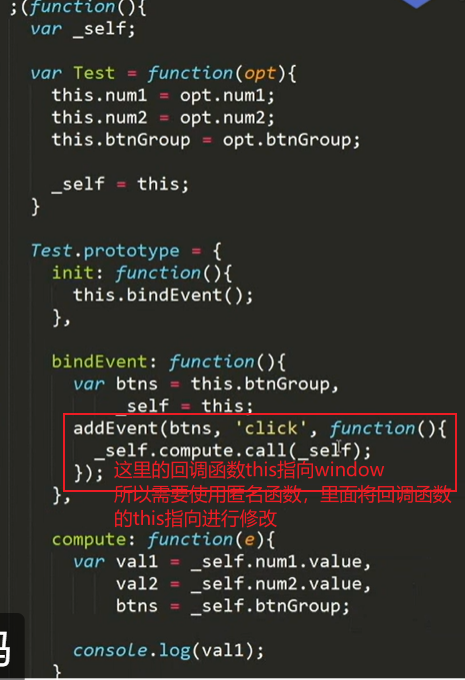 ;(function(){
var _self;
var Test = function(opt){
this.num1 = opt.num1;
this.num2 = opt.num2;
this.btnGroup = opt.btnGroup;
_self = this;
}
Test.prototype = {
init: function(){
this.bindEvent();
},
bindEvent: function(){
var btns = this.btnGroup,
_self = this;
addEvent(btns, 'click', function(){
_self.compute.call(_self);
}); 这里的回调函数this指向window
}, 所以需要使用匿名函数，里面将回调函数
的this指向进行修改
compute: function(e){
var val1 = _self.num1.value,
val2 = _self.num2.value,
btns = _self.btnGroup;
console.log(val1);
}